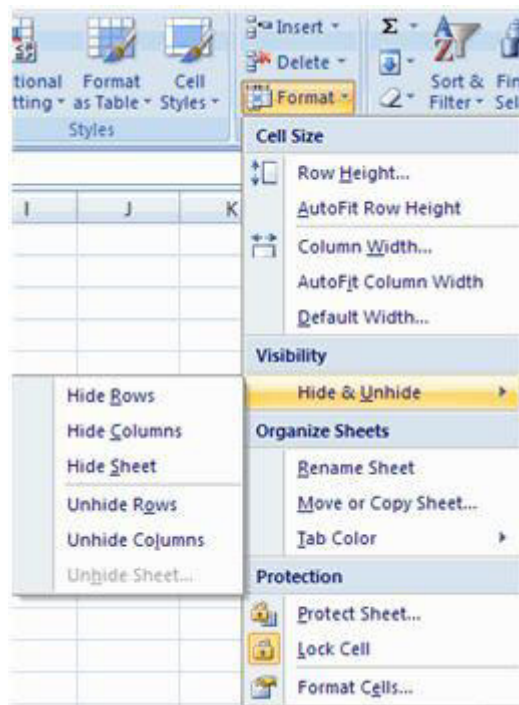 Insert
Delete
Format
Σ
tional Format Cell
tting as Table Styles
Styles
Sort & Fin
Filter Sel
Cell Size
Row Height...
AutoFit Row Height
Column Width...
AutoFit Column Width
Default Width...
I J K
Visibility
Hide & Unhide
Hide Rows
Hide Columns
Hide Sheet
Unhide Rows
Unhide Columns
Unhide Sheet...
Organize Sheets
Rename Sheet
Move or Copy Sheet...
Tab Color
Protection
Protect Sheet...
Lock Cell
Format Cells...